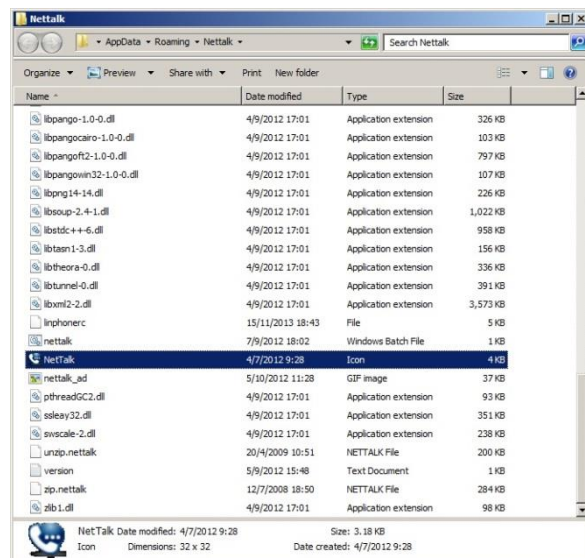 Nettalk
AppData Roaming Nettalk Search Nettalk
Organize Preview Share with Print New folder
Name Date modified Type Size
libpango-1.0-0.dll 4/9/2012 17:01 Application extension 326 KB
libpangocairo-1.0-0.dll 4/9/2012 17:01 Application extension 103 KB
libpangoft2-1.0-0.dll 4/9/2012 17:01 Application extension 797 KB
libpangowin32-1.0-0.dll 4/9/2012 17:01 Application extension 107 KB
libpng14-14.dll 4/9/2012 17:01 Application extension 226 KB
libsoup-2.4-1.dll 4/9/2012 17:01 Application extension 1,022 KB
libstdc++-6.dll 4/9/2012 17:01 Application extension 958 KB
libtasn1-3.dll 4/9/2012 17:01 Application extension 156 KB
libtheora-0.dll 4/9/2012 17:01 Application extension 336 KB
libtunnel-0.dll 4/9/2012 17:01 Application extension 391 KB
libxml2-2.dll 4/9/2012 17:01 Application extension 3,573 KB
linphonerc 15/11/2013 18:43 File 5 KB
nettalk 7/9/2012 18:02 Windows Batch File 1 KB
NetTalk 4/7/2012 9:28 Icon 4 KB
nettalk_ad 5/10/2012 11:28 GIF image 37 KB
pthreadGC2.dll 4/9/2012 17:01 Application extension 93 KB
ssleay32.dll 4/9/2012 17:01 Application extension 351 KB
swscale-2.dll 4/9/2012 17:01 Application extension 238 KB
unzip.nettalk 20/4/2009 10:51 NETTALK File 200 KB
version 5/9/2012 15:48 Text Document 1 KB
zip.nettalk 12/7/2008 18:50 NETTALK File 284 KB
zlib1.dll 4/9/2012 17:01 Application extension 98 KB
NetTalk Date modified: 4/7/2012 9:28 Size: 3.18 KB
Icon Dimensions: 32 x 32 Date created: 4/7/2012 9:28